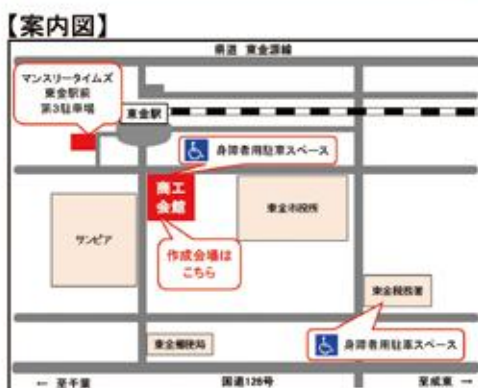 【案内図】
県道 東金源線
マンスリータイムズ
東金駅前
第3駐車場
東金駅
身障者用駐車スペース
商工
会館
東金市役所
サンピア
作成会場は
こちら
東金税務署
東金郵便局
身障者用駐車スペース
← 至千葉
国道126号
至成東 →